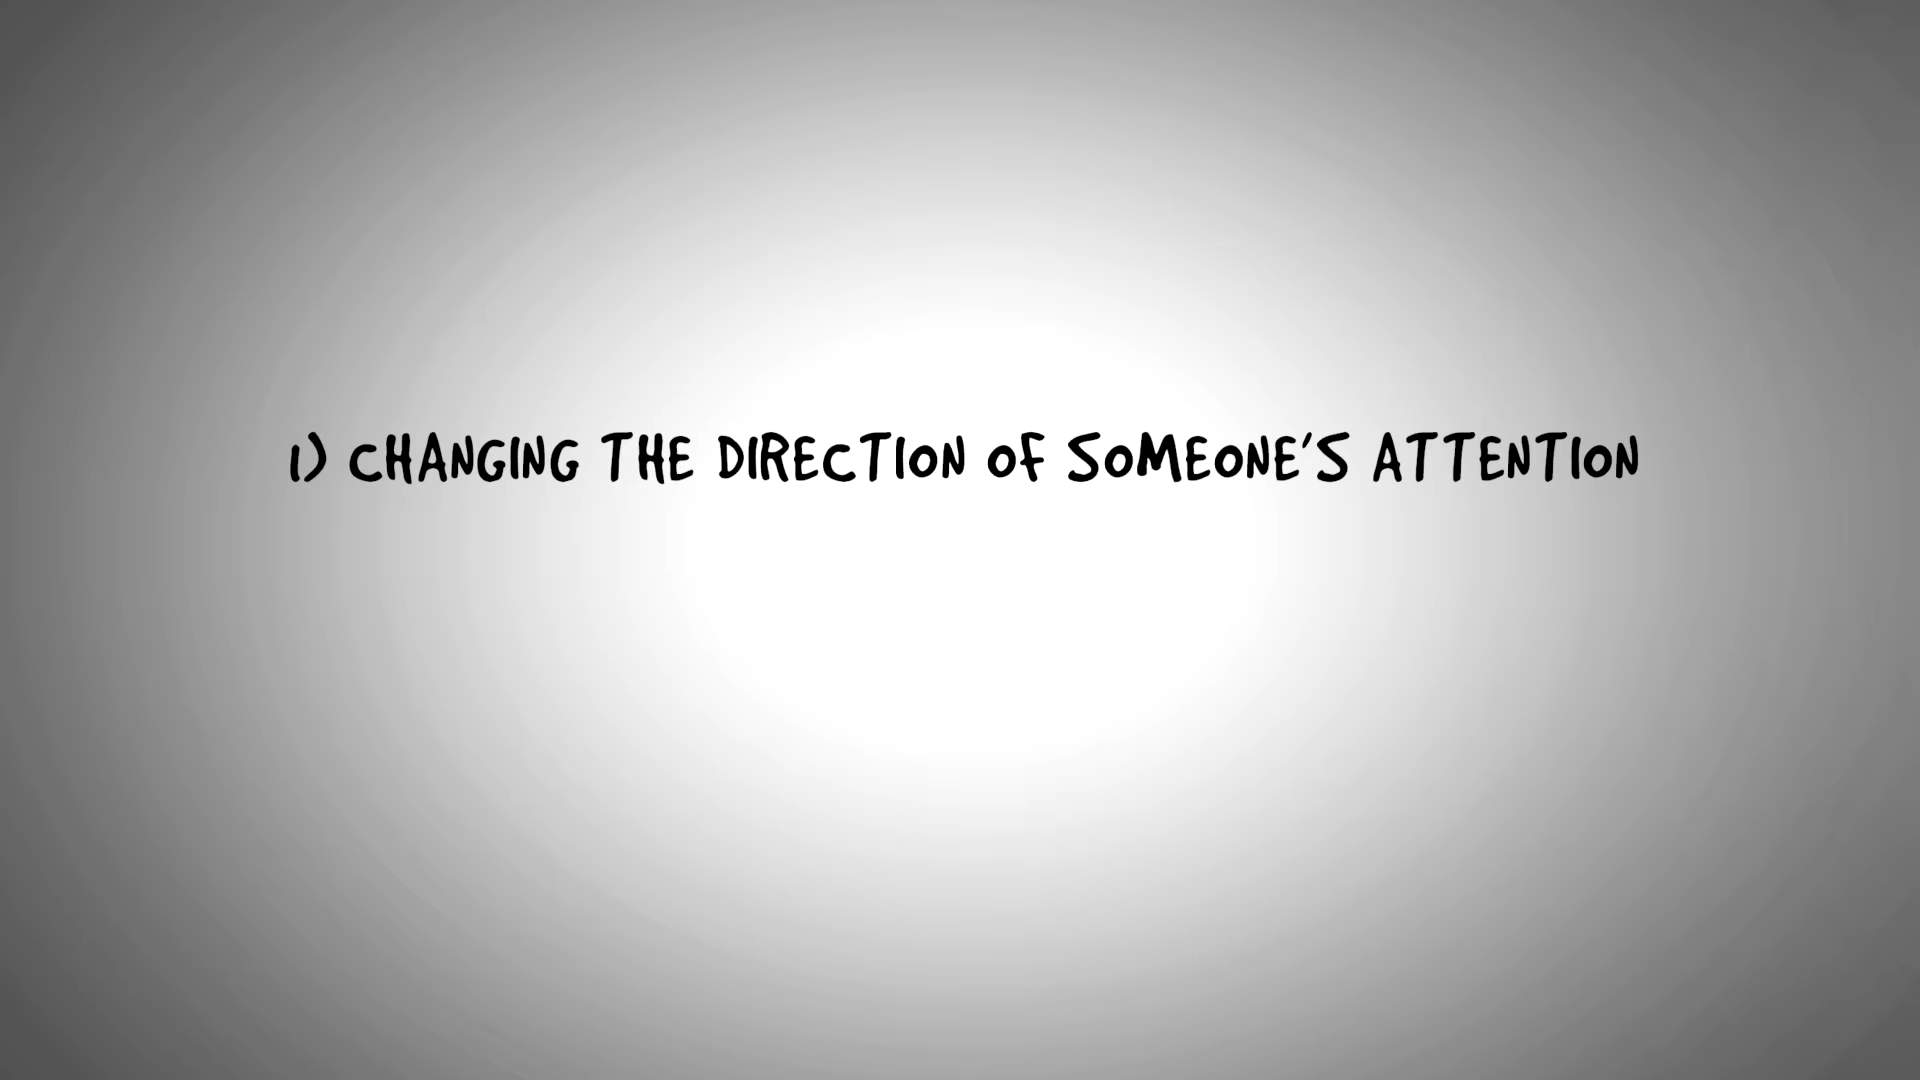 1) CHANGING THE DIRECTION OF SOMEONE'S ATTENTION